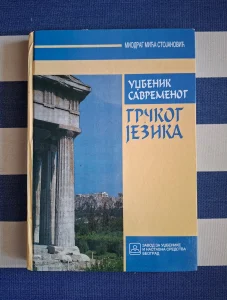 МИОДРАГ МИЋА СТОЈАНОВИЋ
УЏБЕНИК
САВРЕМЕНОГ
ГРЧКОГ
ЈЕЗИКА
ЗАВОД ЗА УЏБЕНИКЕ
И НАСТАВНА СРЕДСТВА
БЕОГРАД